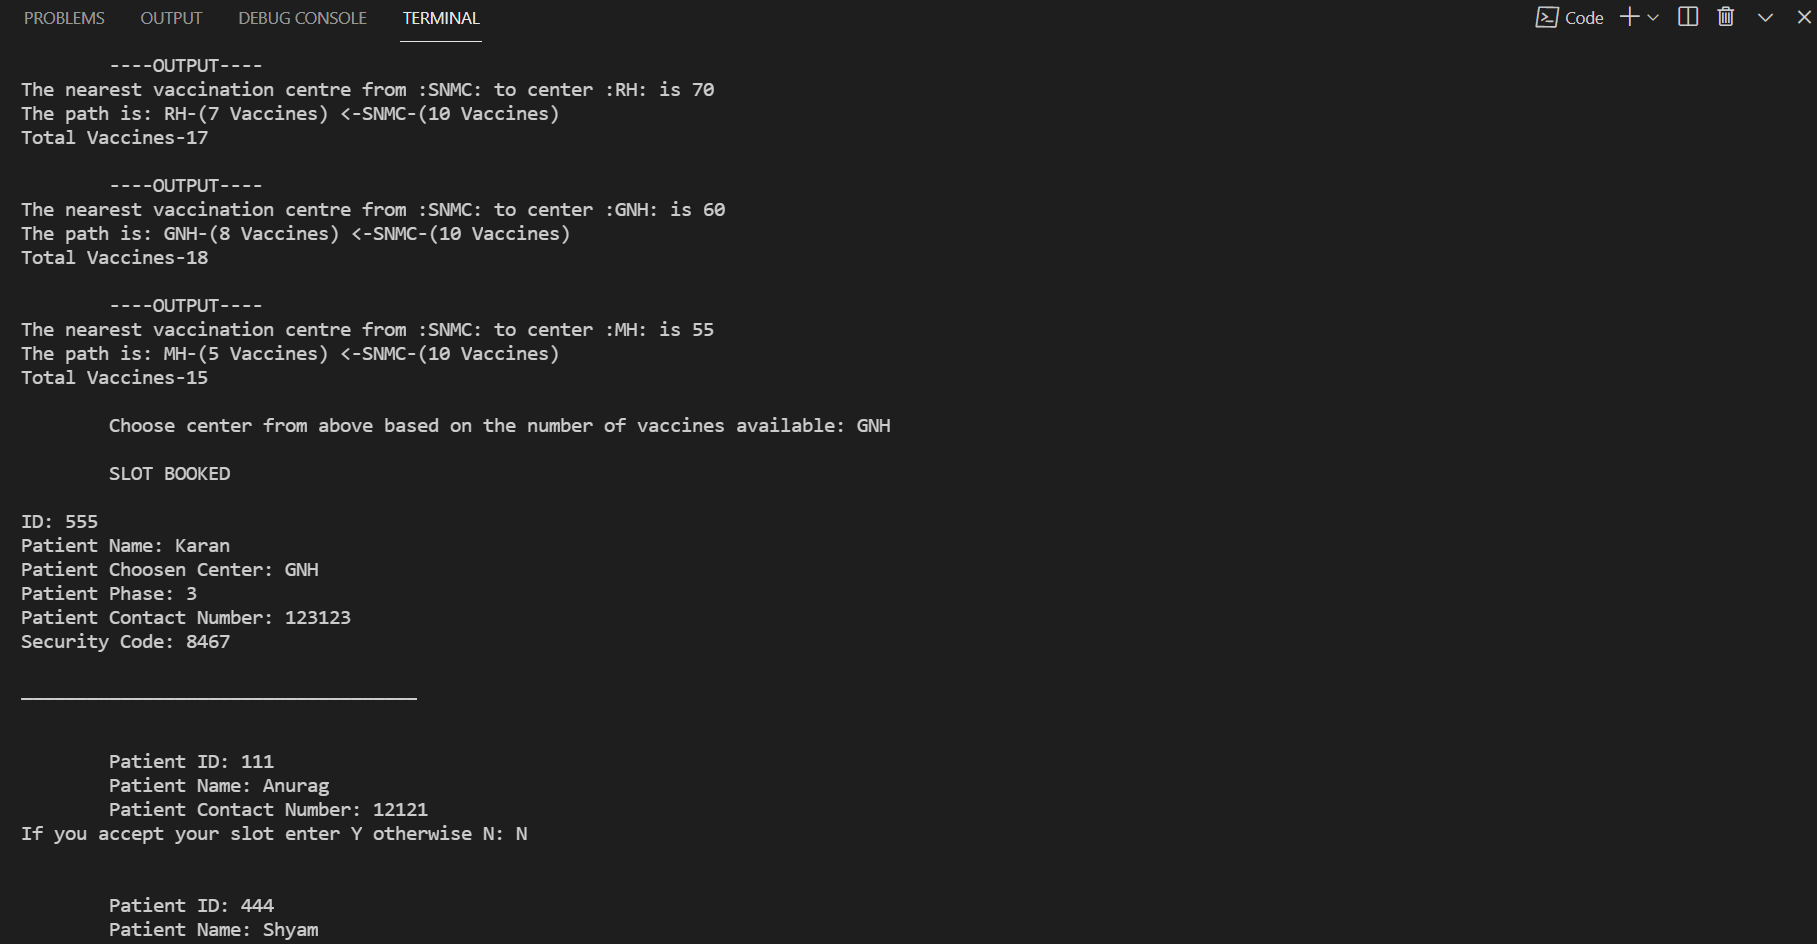 PROBLEMS OUTPUT DEBUG CONSOLE TERMINAL Code
----OUTPUT----
The nearest vaccination centre from :SNMC: to center :RH: is 70
The path is: RH-(7 Vaccines) <-SNMC-(10 Vaccines)
Total Vaccines-17
----OUTPUT----
The nearest vaccination centre from :SNMC: to center :GNH: is 60
The path is: GNH-(8 Vaccines) <-SNMC-(10 Vaccines)
Total Vaccines-18
----OUTPUT----
The nearest vaccination centre from :SNMC: to center :MH: is 55
The path is: MH-(5 Vaccines) <-SNMC-(10 Vaccines)
Total Vaccines-15
Choose center from above based on the number of vaccines available: GNH
SLOT BOOKED
ID: 555
Patient Name: Karan
Patient Choosen Center: GNH
Patient Phase: 3
Patient Contact Number: 123123
Security Code: 8467
____________________________________
Patient ID: 111
Patient Name: Anurag
Patient Contact Number: 12121
If you accept your slot enter Y otherwise N: N
Patient ID: 444
Patient Name: Shyam